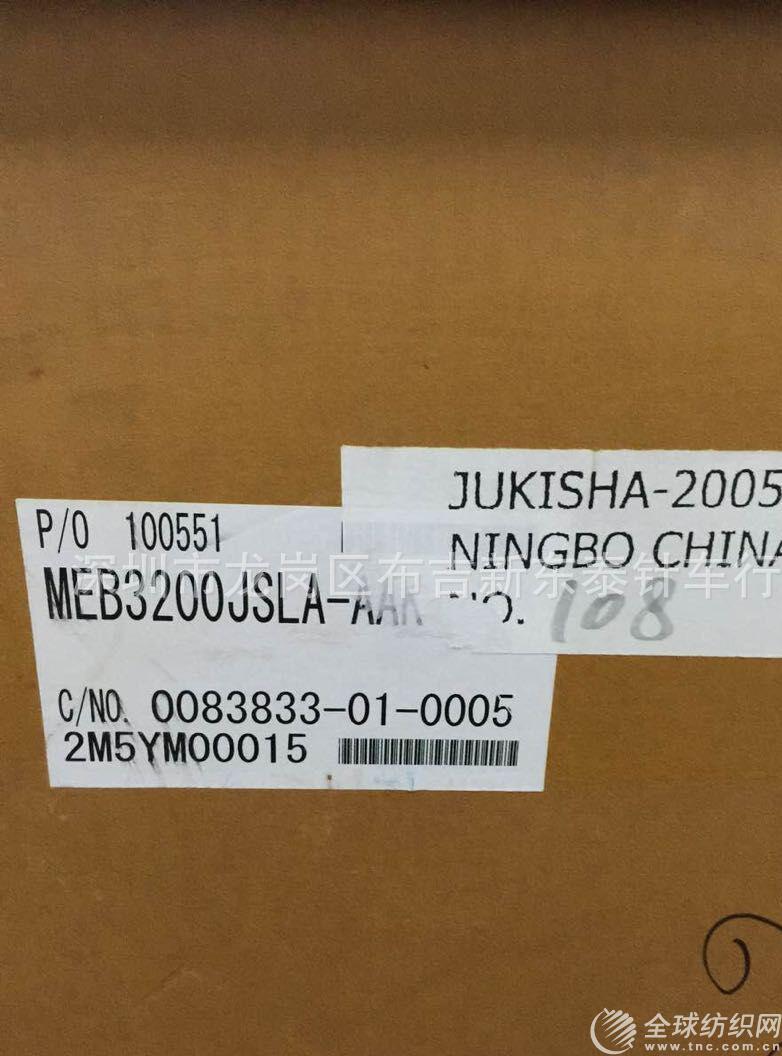 P/O 100551
MEB3200JSLA-AAK
C/NO. 0083833-01-0005
2M5YM00015
JUKISHA-2005
NINGBO CHINA
NO. 108
深圳市龙岗区布吉新东泰针车行
全球纺织网
www.tnc.com.cn